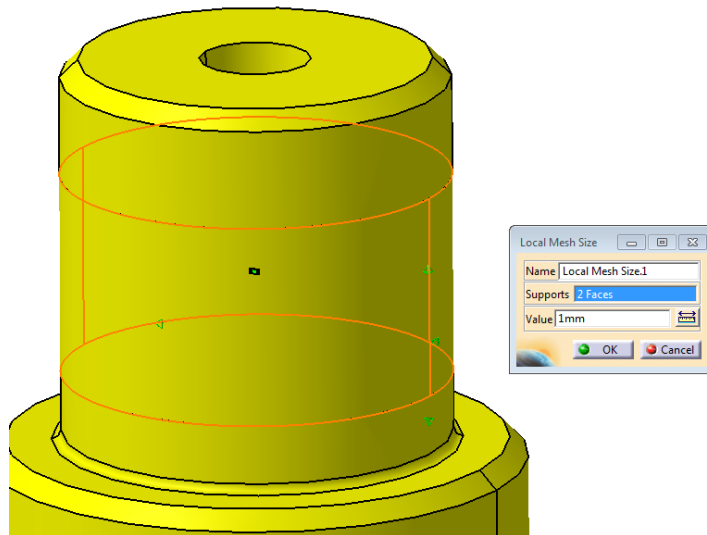 Local Mesh Size
Name Local Mesh Size.1
Supports 2 Faces
Value 1mm
OK Cancel